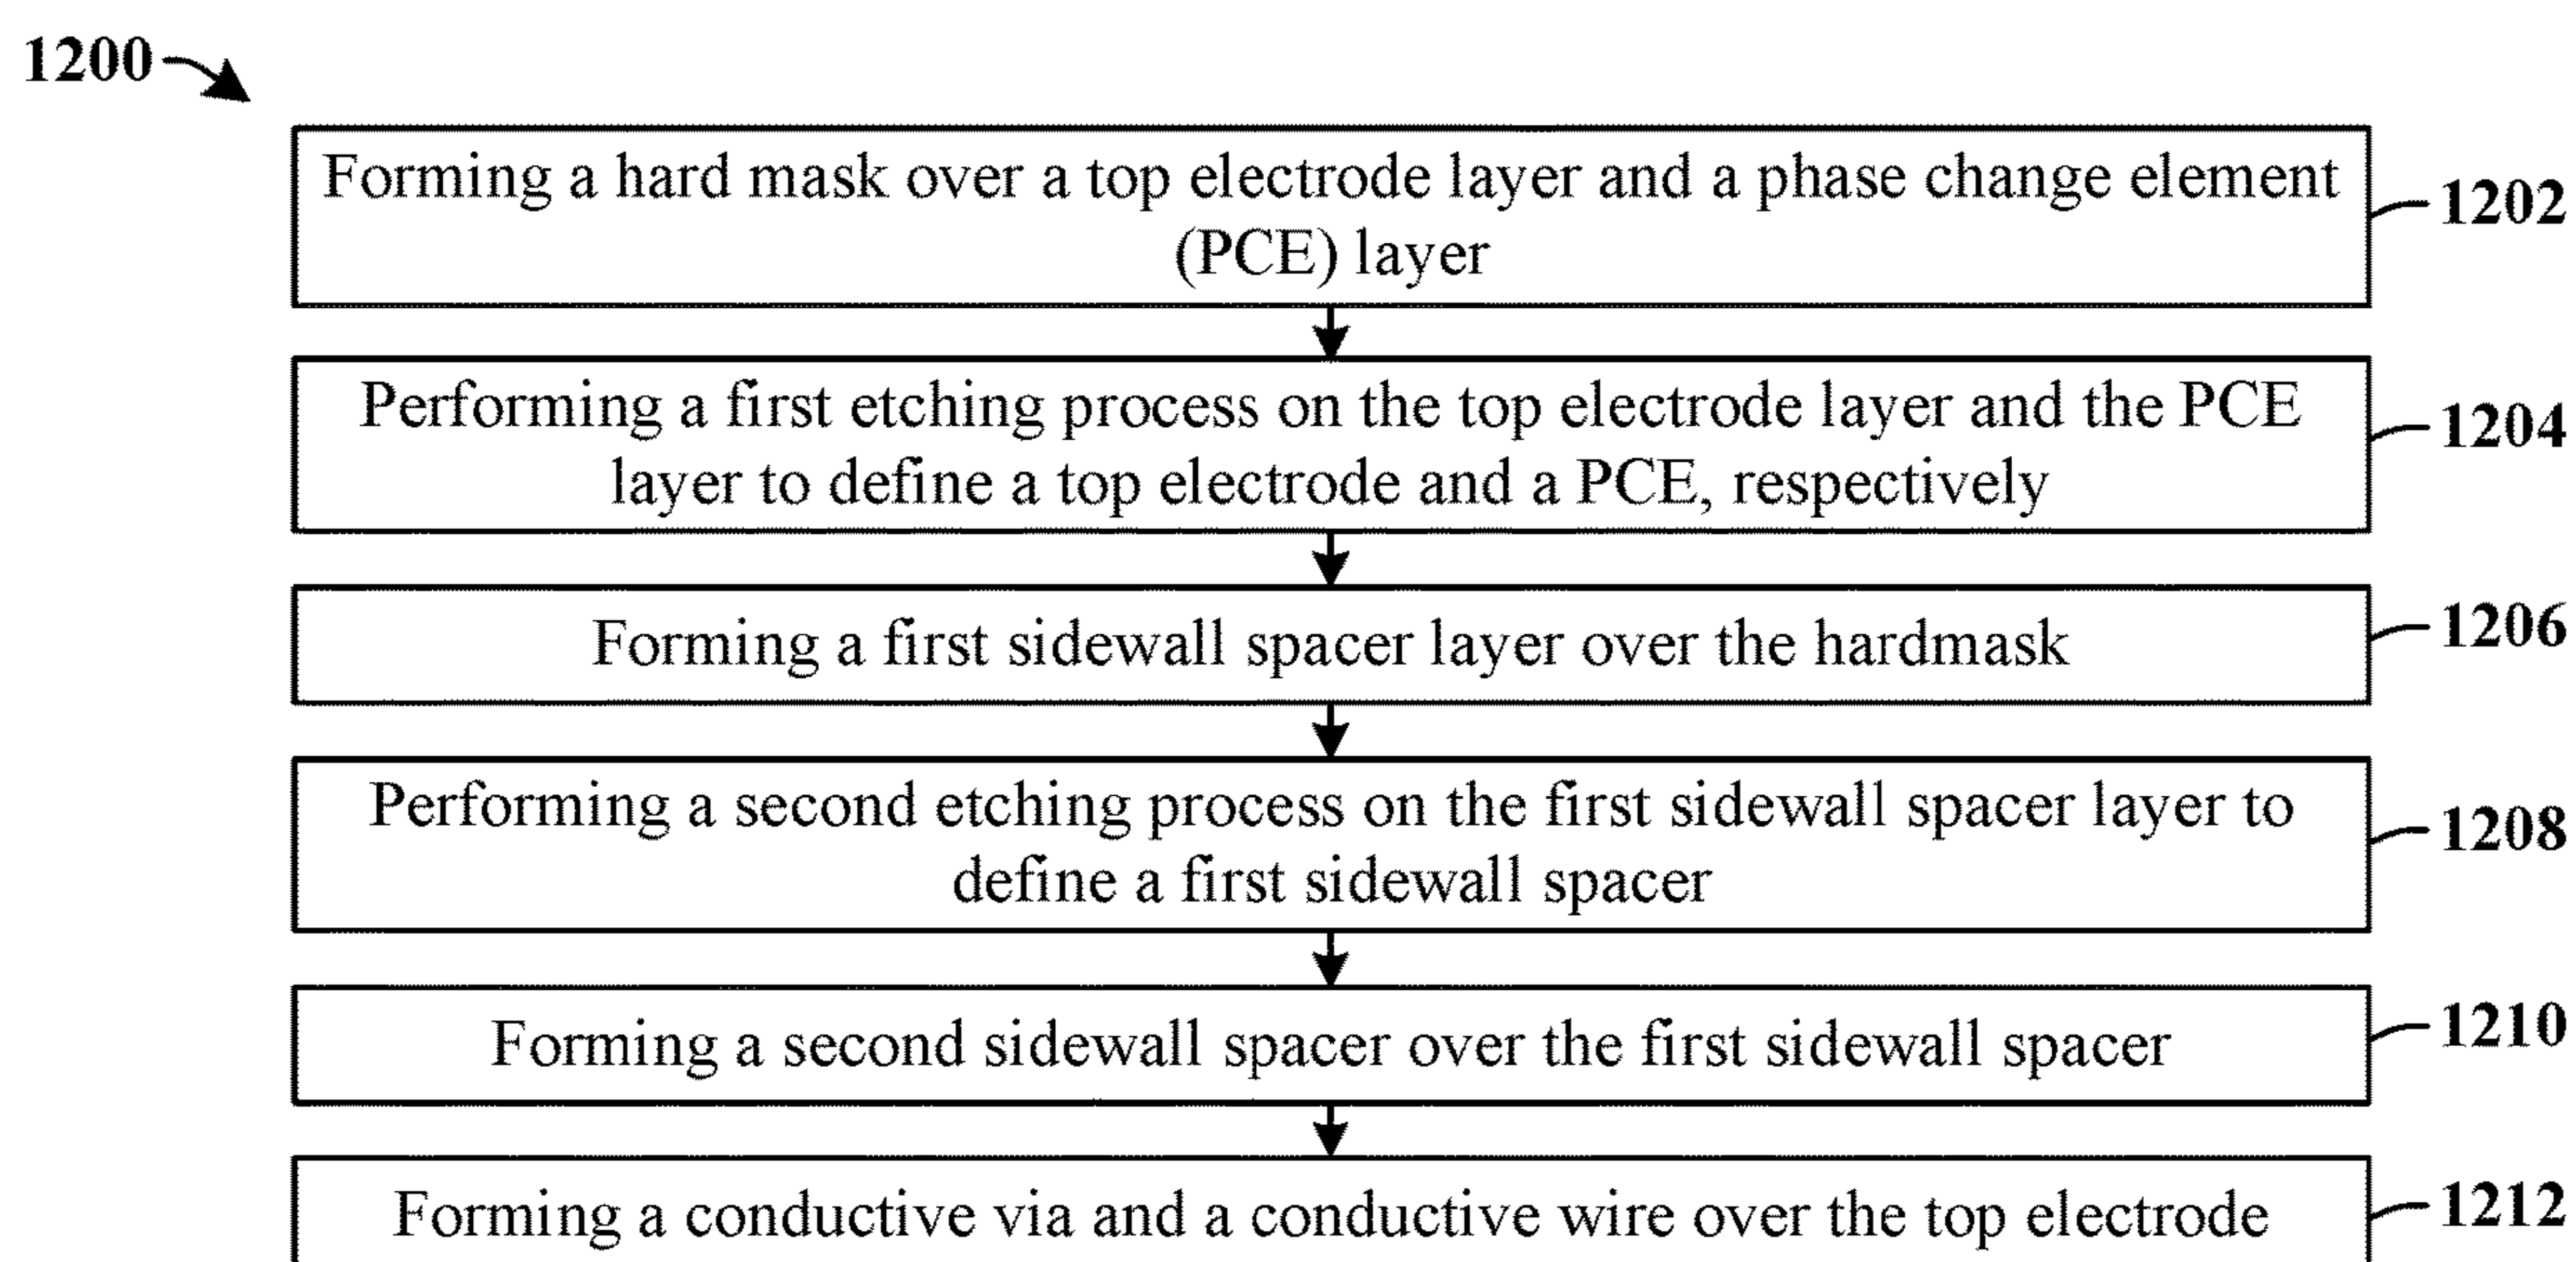 1200
Forming a hard mask over a top electrode layer and a phase change element
(PCE) layer
1202
Performing a first etching process on the top electrode layer and the PCE
layer to define a top electrode and a PCE, respectively
1204
Forming a first sidewall spacer layer over the hardmask
1206
Performing a second etching process on the first sidewall spacer layer to
define a first sidewall spacer
1208
Forming a second sidewall spacer over the first sidewall spacer
1210
Forming a conductive via and a conductive wire over the top electrode
1212